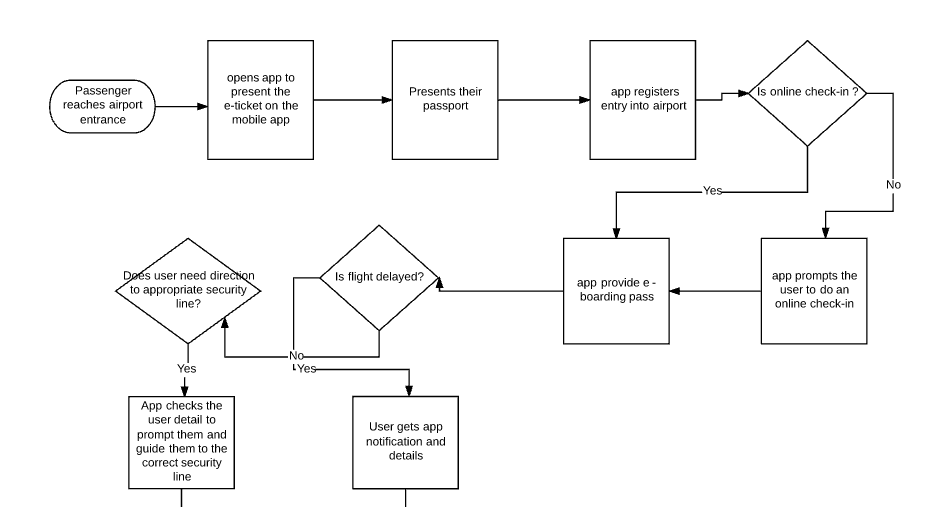 Passenger
reaches airport
entrance
opens app to
present the
e-ticket on the
mobile app
Presents their
passport
app registers
entry into airport
Is online check-in ?
No
Yes
Does user need direction
to appropriate security
line?
Is flight delayed?
app provide e -
boarding pass
app prompts the
user to do an
online check-in
No
Yes
Yes
App checks the
user detail to
prompt them and
guide them to the
correct security
line
User gets app
notification and
details